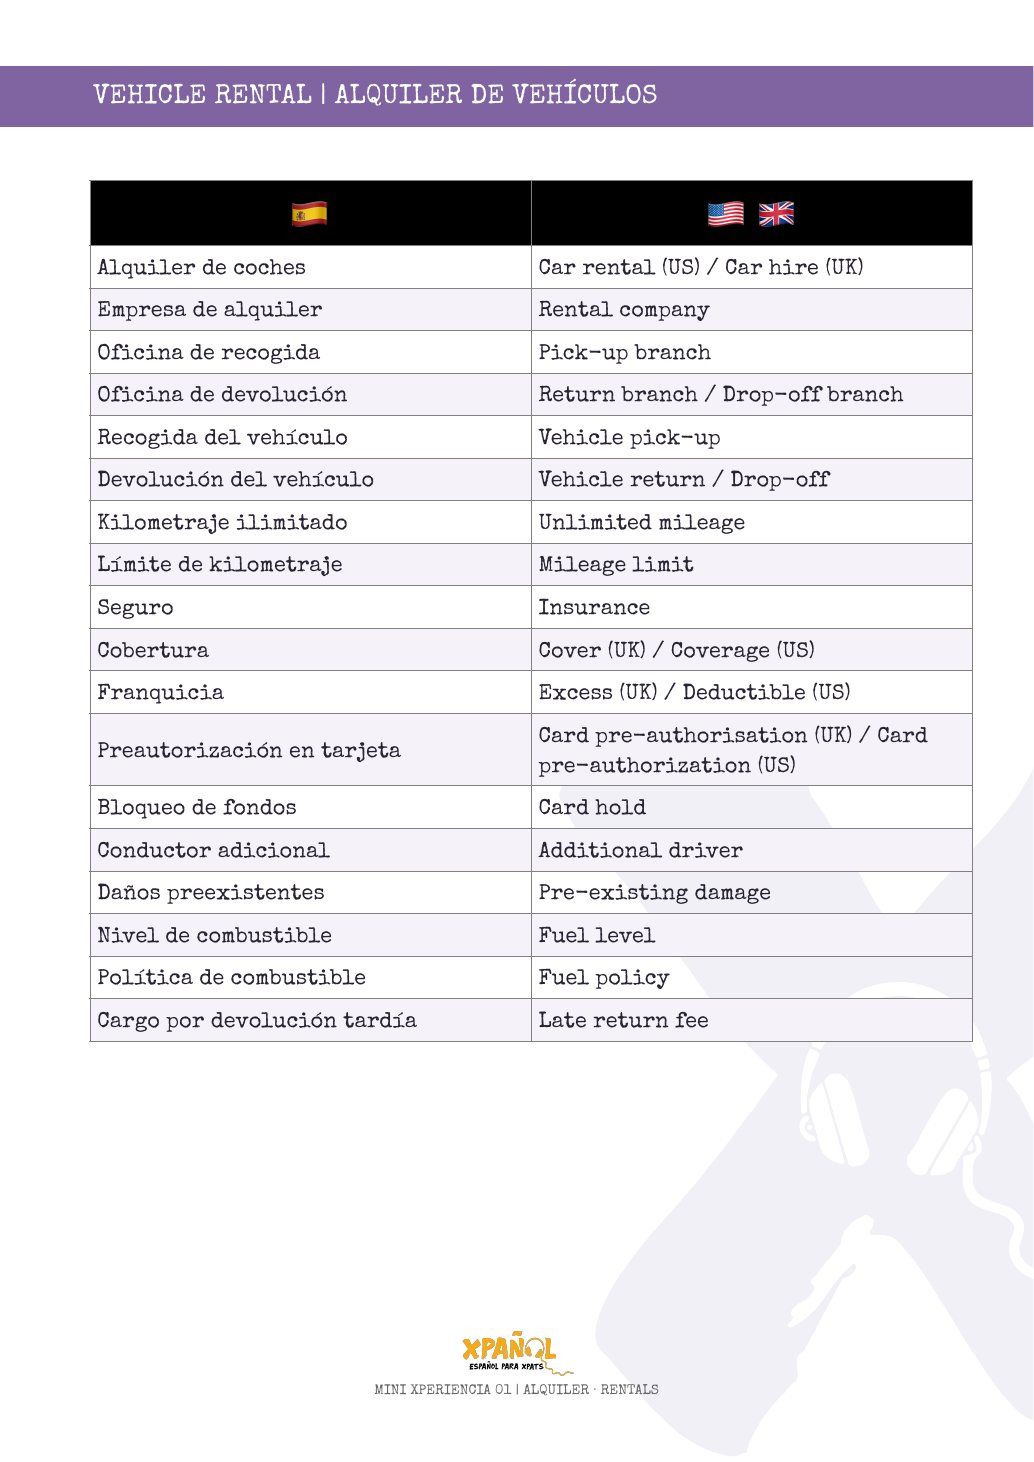 VEHICLE RENTAL | ALQUILER DE VEHÍCULOS
Alquiler de coches
Car rental (US) / Car hire (UK)
Empresa de alquiler
Rental company
Oficina de recogida
Pick-up branch
Oficina de devolución
Return branch / Drop-off branch
Recogida del vehículo
Vehicle pick-up
Devolución del vehículo
Vehicle return / Drop-off
Kilometraje ilimitado
Unlimited mileage
Límite de kilometraje
Mileage limit
Seguro
Insurance
Cobertura
Cover (UK) / Coverage (US)
Franquicia
Excess (UK) / Deductible (US)
Preautorización en tarjeta
Card pre-authorisation (UK) / Card
pre-authorization (US)
Bloqueo de fondos
Card hold
Conductor adicional
Additional driver
Daños preexistentes
Pre-existing damage
Nivel de combustible
Fuel level
Política de combustible
Fuel policy
Cargo por devolución tardía
Late return fee
XPAÑOL
ESPAÑOL PARA XPATS
MINI XPERIENCIA 01 | ALQUILER · RENTALS